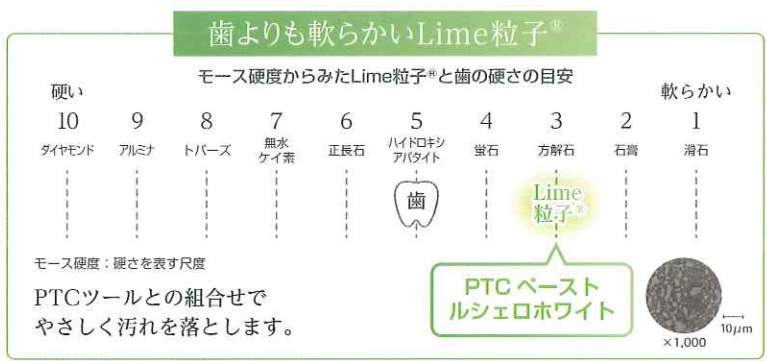 歯よりも軟らかいLime粒子®
モース硬度からみたLime粒子®と歯の硬さの目安
硬い 軟らかい
10 9 8 7 6 5 4 3 2 1
ダイヤモンド アルミナ トパーズ 無水ケイ素 正長石 ハイドロキシアパタイト 蛍石 方解石 石膏 滑石
歯
Lime
粒子®
モース硬度：硬さを表す尺度
PTCツールとの組合せで
やさしく汚れを落とします。
PTC ペースト
ルシェロホワイト
10μm
×1,000